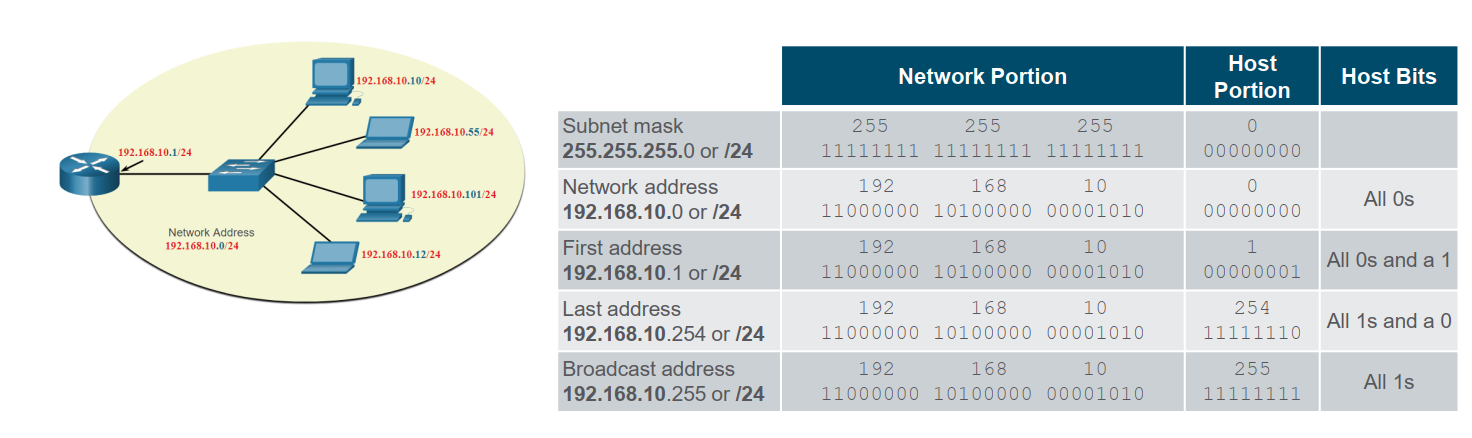 192.168.10.10/24
192.168.10.55/24
192.168.10.1/24
192.168.10.101/24
Network Address
192.168.10.0/24
192.168.10.12/24
Network Portion Host Portion Host Bits
Subnet mask 255 255 255 0
255.255.255.0 or /24 11111111 11111111 11111111 00000000
Network address 192 168 10 0
192.168.10.0 or /24 11000000 10100000 00001010 00000000 All 0s
First address 192 168 10 1
192.168.10.1 or /24 11000000 10100000 00001010 00000001 All 0s and a 1
Last address 192 168 10 254
192.168.10.254 or /24 11000000 10100000 00001010 11111110 All 1s and a 0
Broadcast address 192 168 10 255
192.168.10.255 or /24 11000000 10100000 00001010 11111111 All 1s